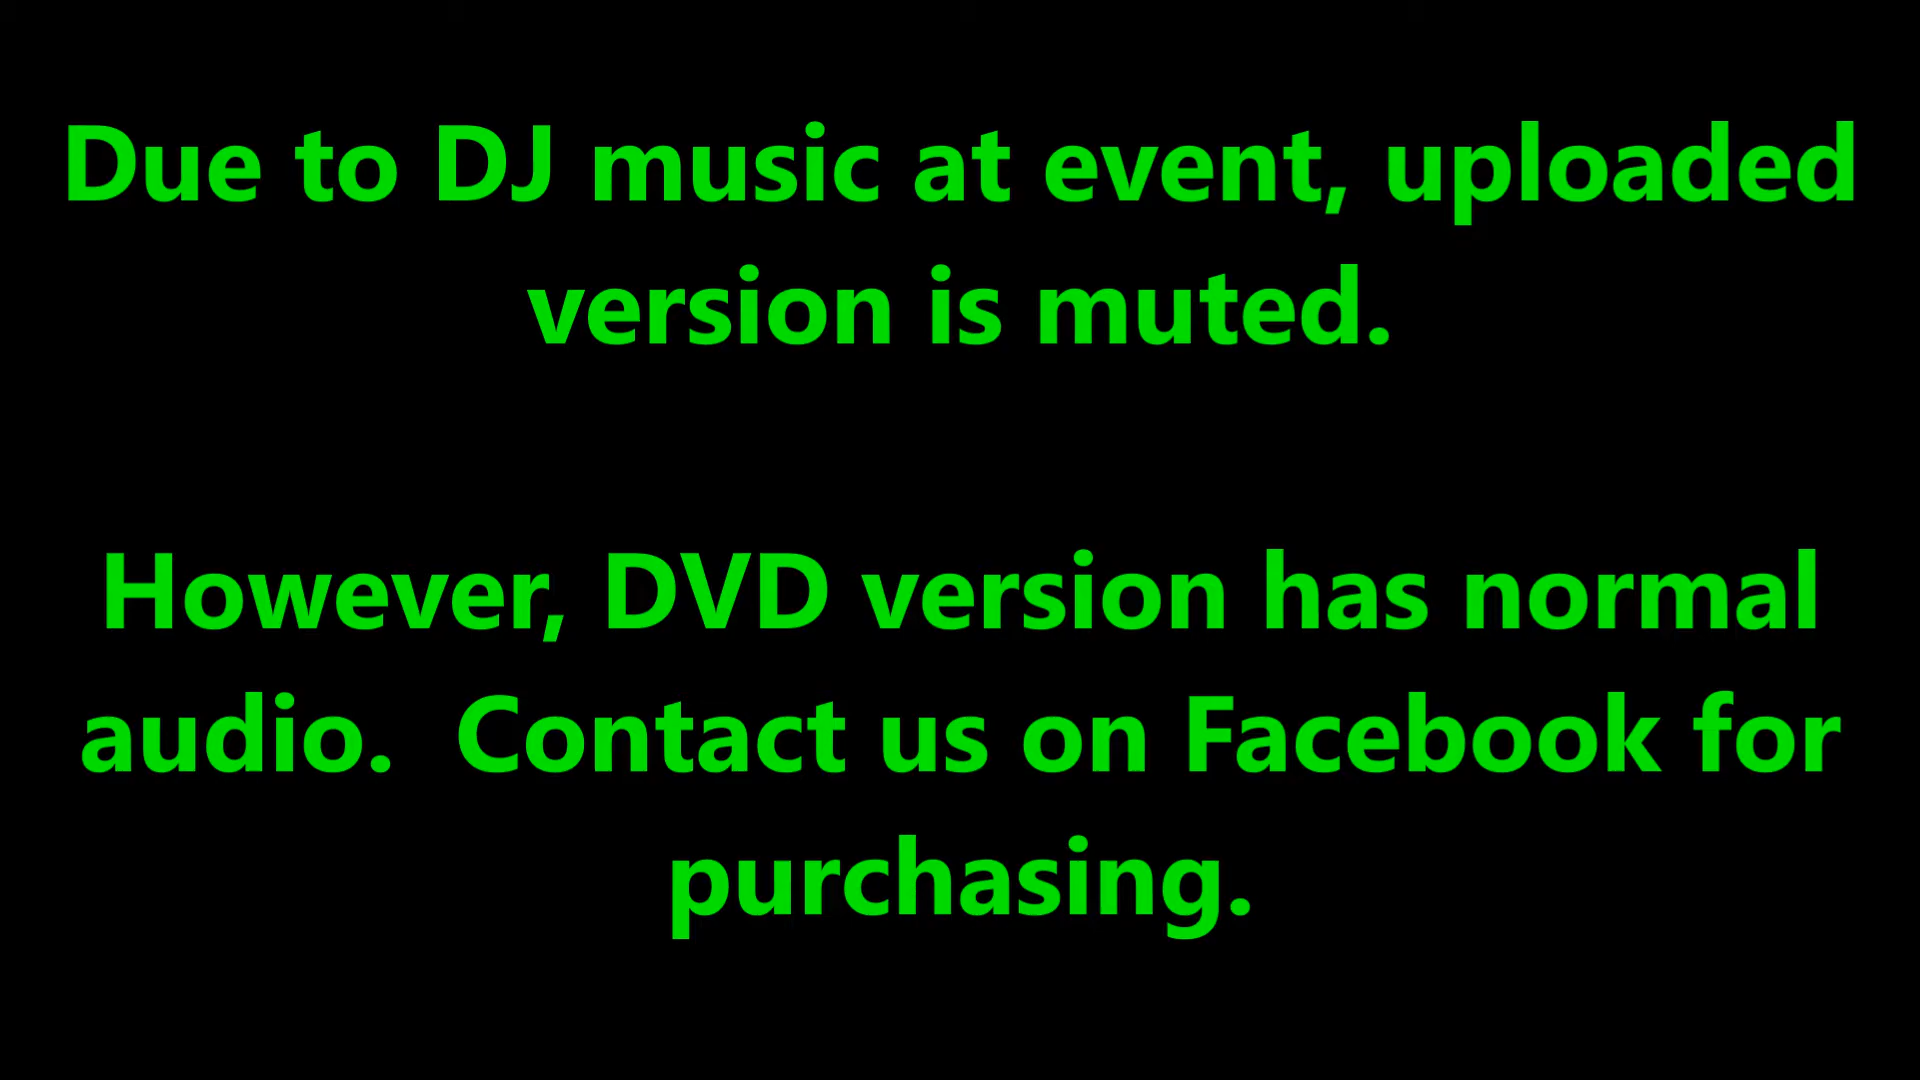 Due to DJ music at event, uploaded
version is muted.
However, DVD version has normal
audio.  Contact us on Facebook for
purchasing.